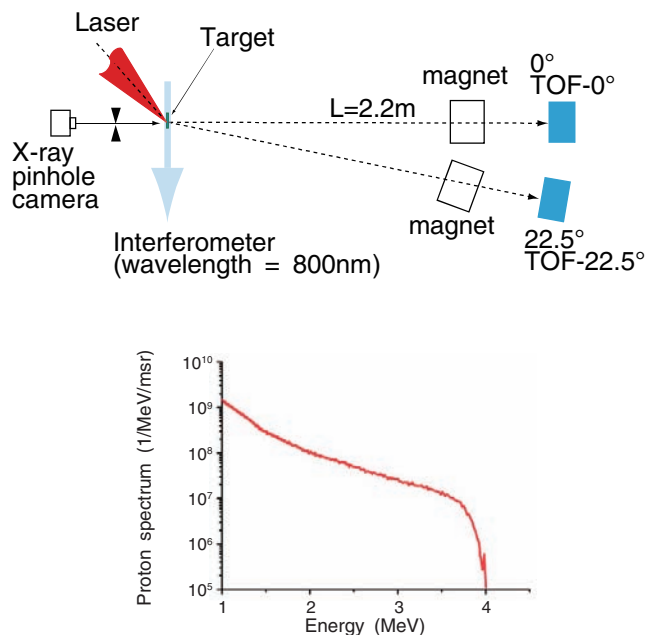 Laser
Target
0°
TOF-0°
magnet
L=2.2m
X-ray
pinhole
camera
magnet
22.5°
TOF-22.5°
Interferometer
(wavelength = 800nm)
Proton spectrum (1/MeV/msr)
10¹⁰
10⁹
10⁸
10⁷
10⁶
10⁵
1 2 3 4
Energy (MeV)